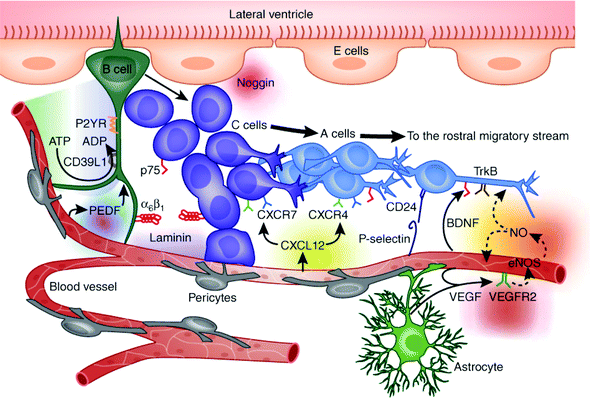 Lateral ventricle
E cells
B cell
Noggin
C cells
A cells
To the rostral migratory stream
P2YR
ATP
ADP
CD39L1
p75
TrkB
CD24
PEDF
α6β1
CXCR7
CXCR4
BDNF
NO
Laminin
CXCL12
P-selectin
eNOS
Blood vessel
Pericytes
VEGF
VEGFR2
Astrocyte